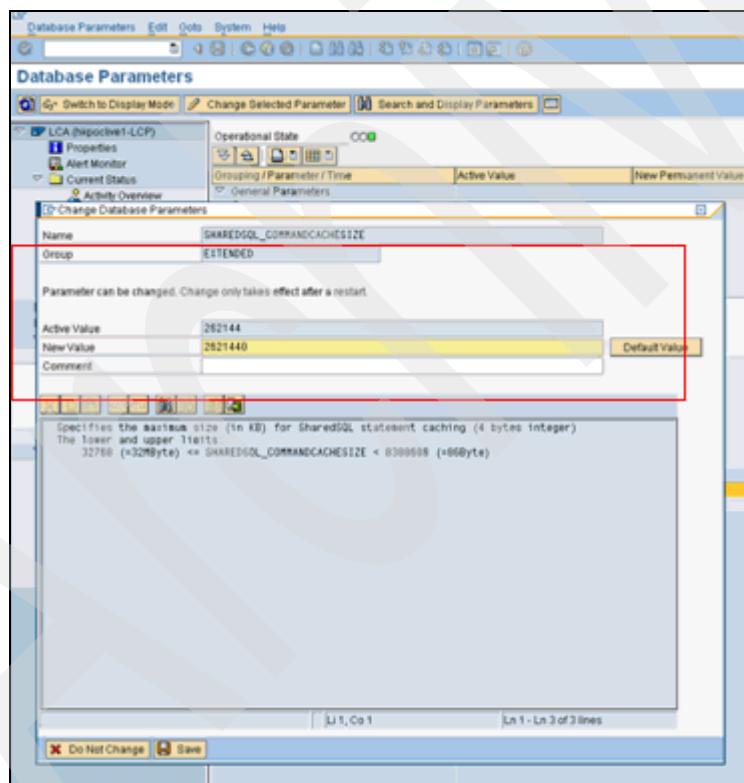 Database Parameters Edit Goto System Help
Database Parameters
Switch to Display Mode Change Selected Parameter Search and Display Parameters
LCA (hiipoclive1-LCP)
Properties
Alert Monitor
Current Status
Activity Overview
Operational State
Grouping / Parameter / Time Active Value New Permanent Value
General Parameters
Change Database Parameters
Name SHAREDSQL_COMMANDCACHESIZE
Group EXTENDED
Parameter can be changed. Change only takes effect after a restart.
Active Value 262144
New Value 2621440 Default Value
Comment
Specifies the maximum size (in KB) for SharedSQL statement caching (4 bytes integer)
The lower and upper limits:
32768 (=32MByte) <= SHAREDSQL_COMMANDCACHESIZE < 8388608 (=8GByte)
Li 1, Co 1 Ln 1 - Ln 3 of 3 lines
Do Not Change Save